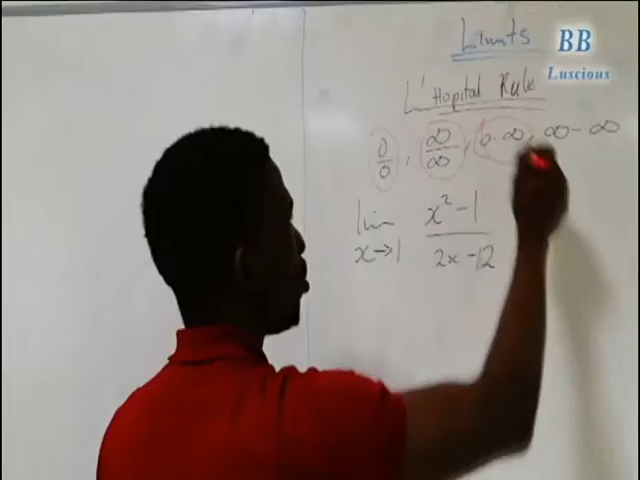 Limits
BB
Luscious
L'Hopital Rule
0/0, ∞/∞, 0·∞, ∞-∞
lim x→1 x²-1 / 2x-12